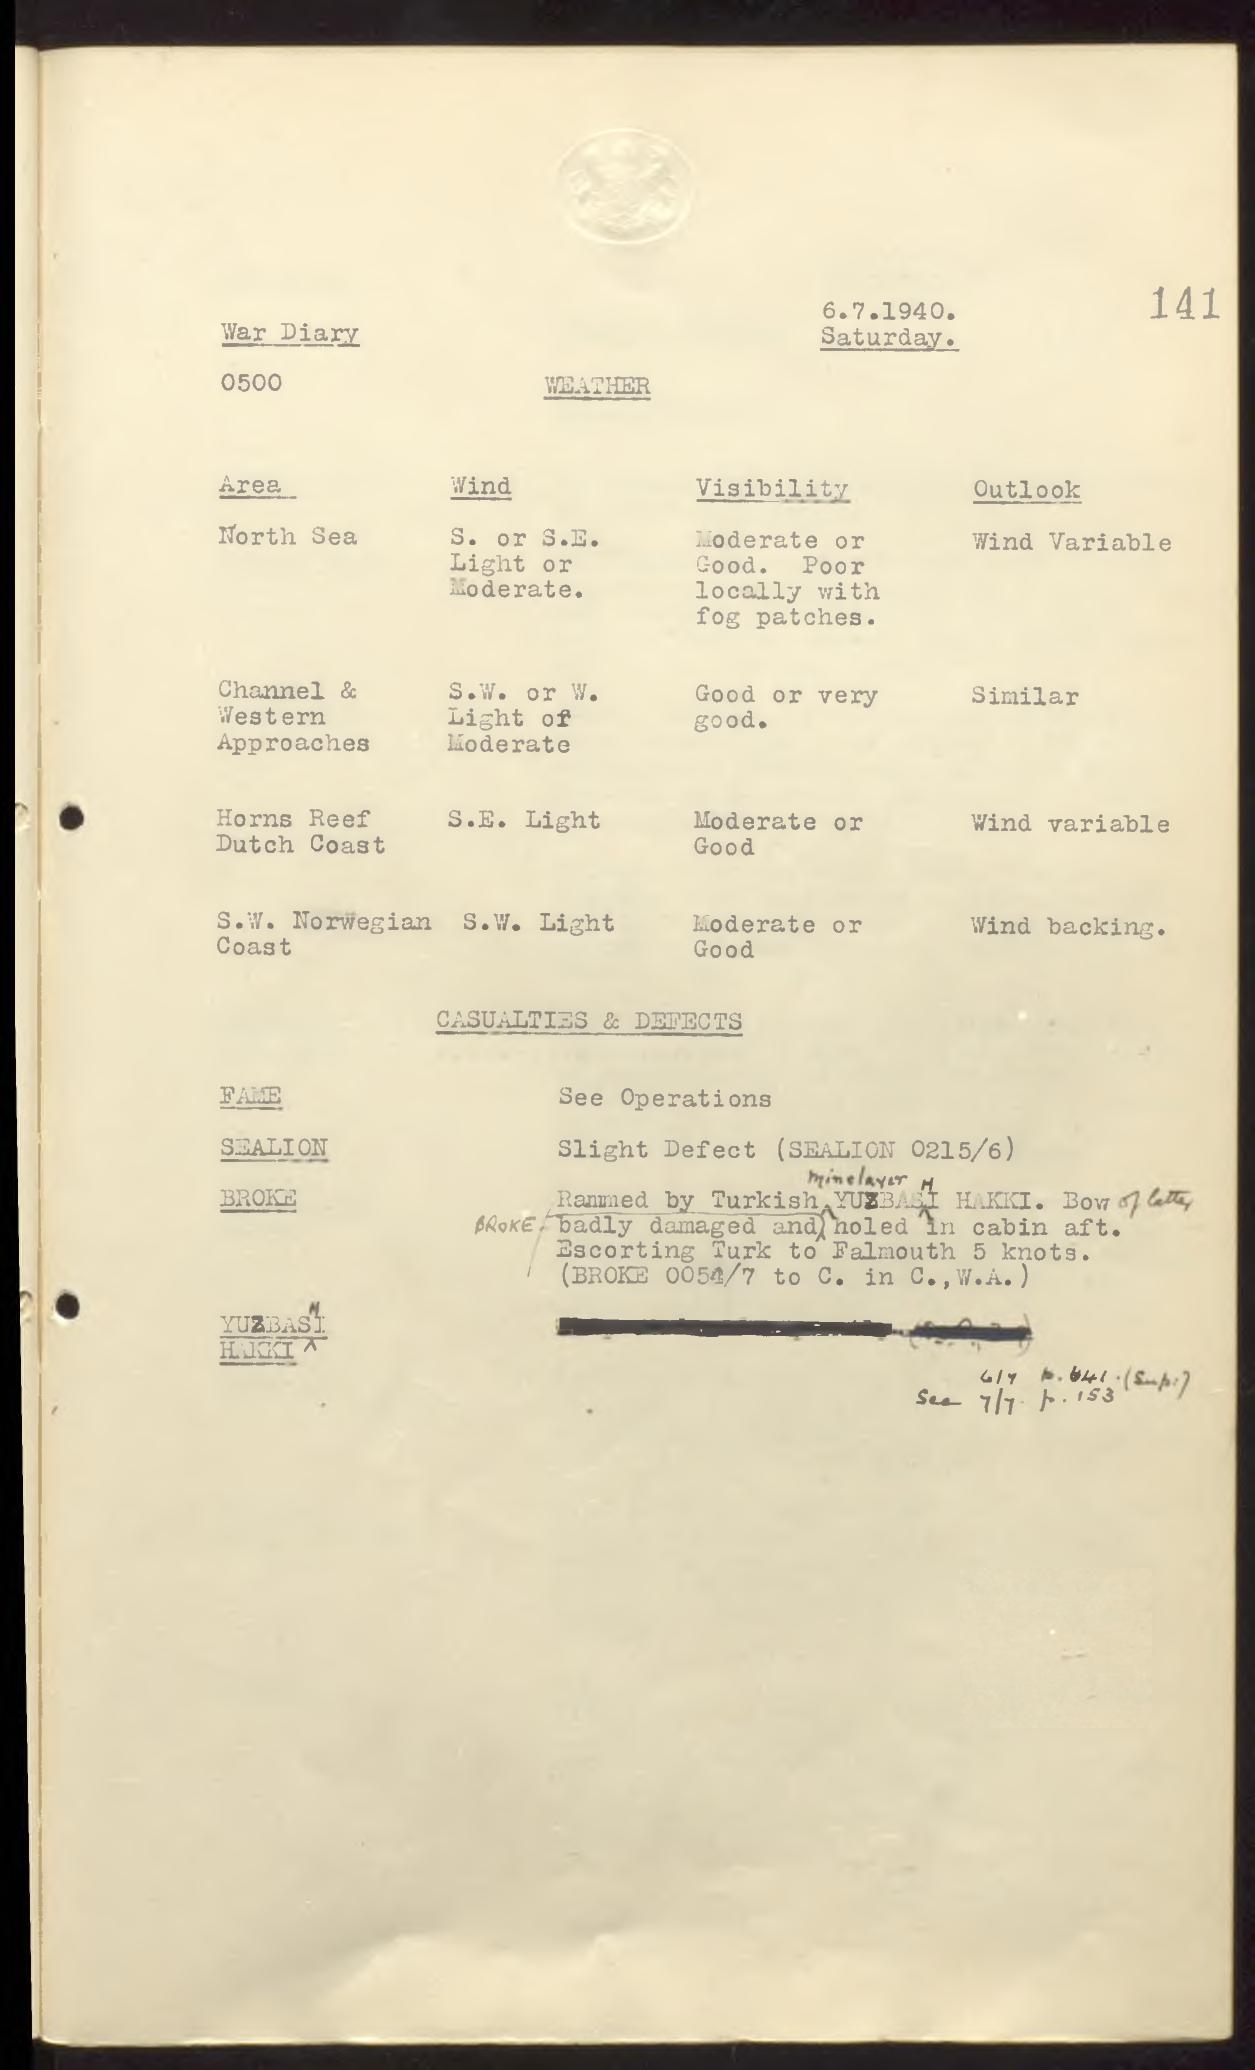 6.7.1940. 141
War Diary Saturday.
0500 WEATHER
Area Wind Visibility Outlook
North Sea S. or S.E. Moderate or Wind Variable
Light or Good. Poor
Moderate. locally with
fog patches.
Channel & S.W. or W. Good or very Similar
Western Light of good.
Approaches Moderate
Horns Reef S.E. Light Moderate or Wind variable
Dutch Coast Good
S.W. Norwegian S.W. Light Moderate or Wind backing.
Coast Good
CASUALTIES & DEFECTS
FAME See Operations
SEALION Slight Defect (SEALION 0215/6)
minelayer H
BROKE Rammed by Turkish YUZBASI HAKKI. Bow of latter
BROKE badly damaged and holed in cabin aft.
Escorting Turk to Falmouth 5 knots.
(BROKE 0054/7 to C. in C.,W.A.)
H
YUZBASI
HAKKI
6/7 p. 641. (Sup:)
See 7/7. p. 153